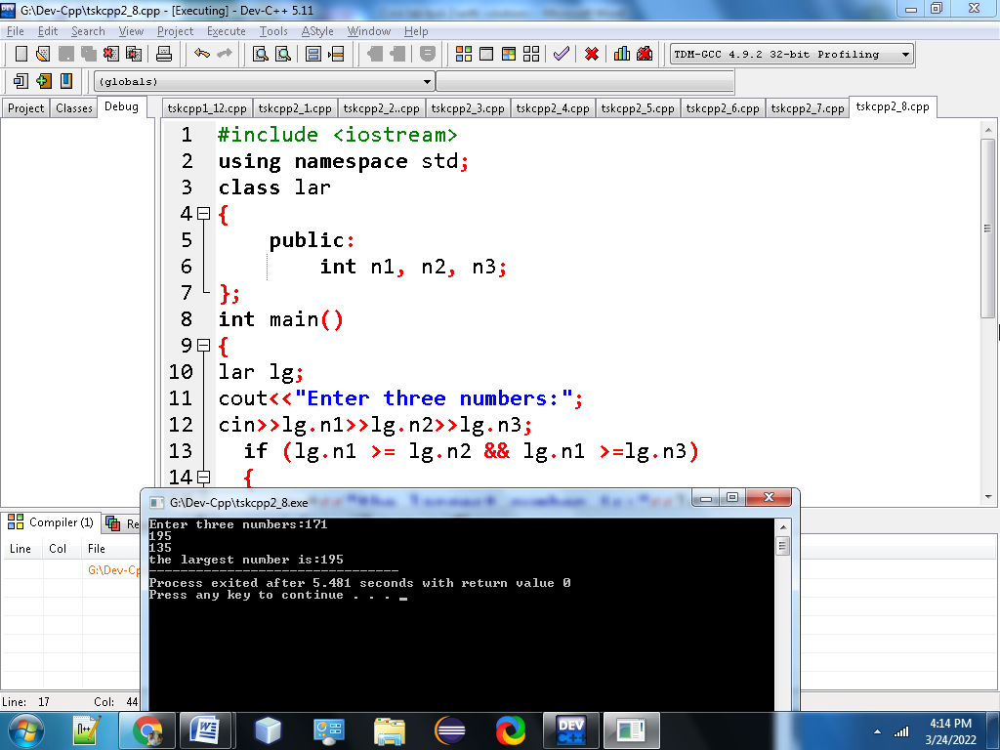 G:\Dev-Cpp\tskcpp2_8.cpp - [Executing] - Dev-C++ 5.11
File Edit Search View Project Execute Tools AStyle Window Help
TDM-GCC 4.9.2 32-bit Profiling
(globals)
Project Classes Debug
tskcpp1_12.cpp tskcpp2_1.cpp tskcpp2_2..cpp tskcpp2_3.cpp tskcpp2_4.cpp tskcpp2_5.cpp tskcpp2_6.cpp tskcpp2_7.cpp tskcpp2_8.cpp
1 #include <iostream>
2 using namespace std;
3 class lar
4 {
5 public:
6 int n1, n2, n3;
7 };
8 int main()
9 {
10 lar lg;
11 cout<<"Enter three numbers:";
12 cin>>lg.n1>>lg.n2>>lg.n3;
13 if (lg.n1 >= lg.n2 && lg.n1 >=lg.n3)
14 {
G:\Dev-Cpp\tskcpp2_8.exe
Enter three numbers:171
195
135
the largest number is:195
--------------------------------
Process exited after 5.481 seconds with return value 0
Press any key to continue . . . _
Compiler (1) Re
Line Col File
G:\Dev-Cp
Line: 17 Col: 44
DEV C++
4:14 PM
3/24/2022